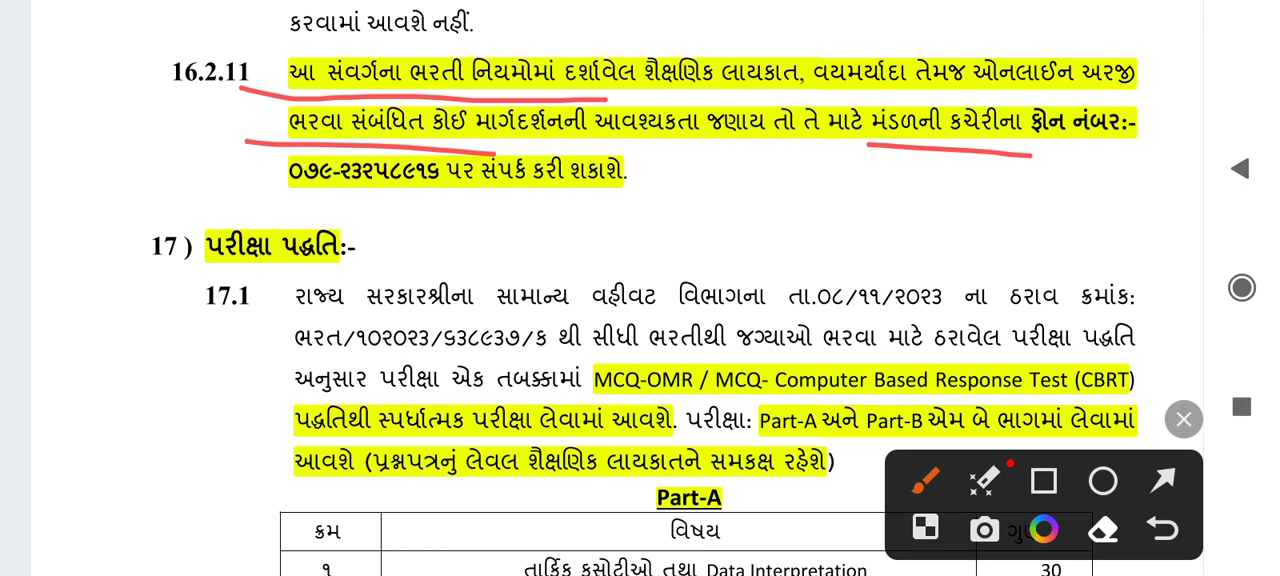 કરવામાં આવશે નહીં.
16.2.11 આ સંવર્ગના ભરતી નિયમોમાં દર્શાવેલ શૈક્ષણિક લાયકાત, વયમર્યાદા તેમજ ઓનલાઈન અરજી
ભરવા સંબંધિત કોઈ માર્ગદર્શનની આવશ્યકતા જણાય તો તે માટે મંડળની કચેરીના ફોન નંબર:-
૦૭૯-૨૩૨૫૮૯૧૬ પર સંપર્ક કરી શકાશે.
17 ) પરીક્ષા પદ્ધતિ:-
17.1 રાજ્ય સરકારશ્રીના સામાન્ય વહીવટ વિભાગના તા.૦૮/૧૧/૨૦૨૩ ના ઠરાવ ક્રમાંક:
ભરત/૧૦૨૦૨૩/૬૩૮૯૩૭/ક થી સીધી ભરતીથી જગ્યાઓ ભરવા માટે ઠરાવેલ પરીક્ષા પદ્ધતિ
અનુસાર પરીક્ષા એક તબક્કામાં MCQ-OMR / MCQ- Computer Based Response Test (CBRT)
પદ્ધતિથી સ્પર્ધાત્મક પરીક્ષા લેવામાં આવશે. પરીક્ષા: Part-A અને Part-B એમ બે ભાગમાં લેવામાં
આવશે (પ્રશ્નપત્રનું લેવલ શૈક્ષણિક લાયકાતને સમકક્ષ રહેશે)
Part-A
ક્રમ વિષય
૧ તાર્કિક કસોટીઓ તથા Data Interpretation 30